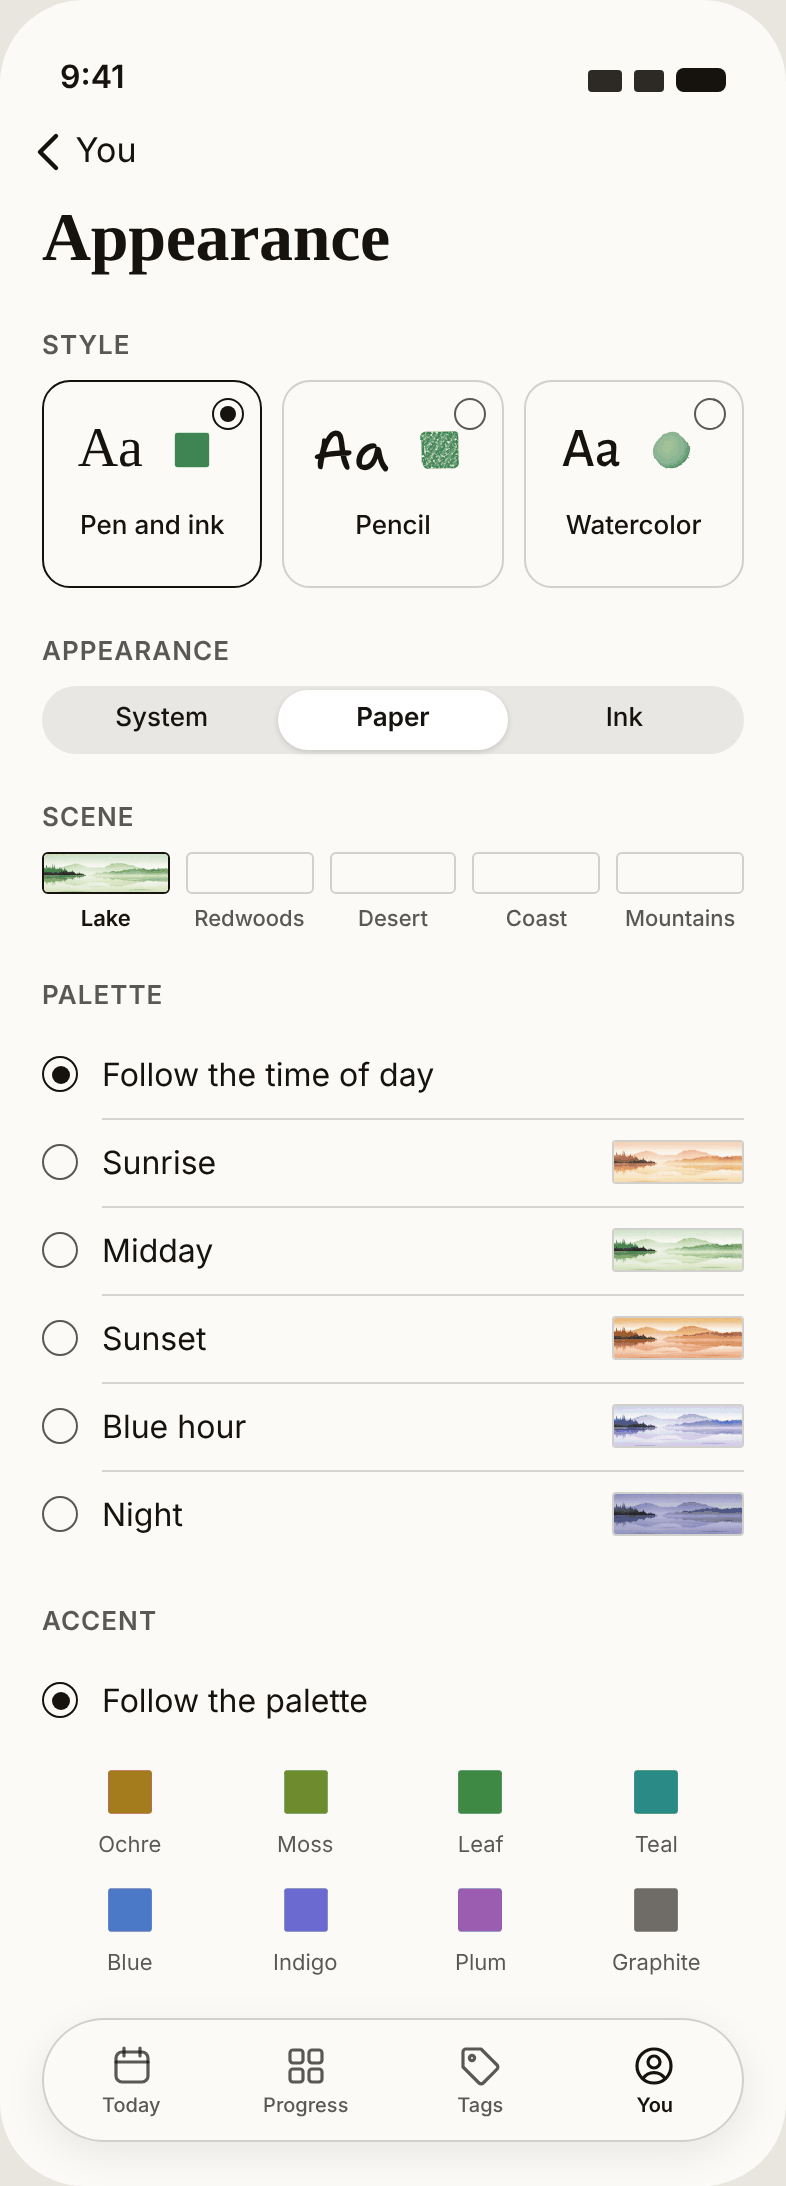 9:41
You
Appearance
STYLE
Aa Aa Aa
Pen and ink Pencil Watercolor
APPEARANCE
System Paper Ink
SCENE
Lake Redwoods Desert Coast Mountains
PALETTE
Follow the time of day
Sunrise
Midday
Sunset
Blue hour
Night
ACCENT
Follow the palette
Ochre Moss Leaf Teal
Blue Indigo Plum Graphite
Today Progress Tags You